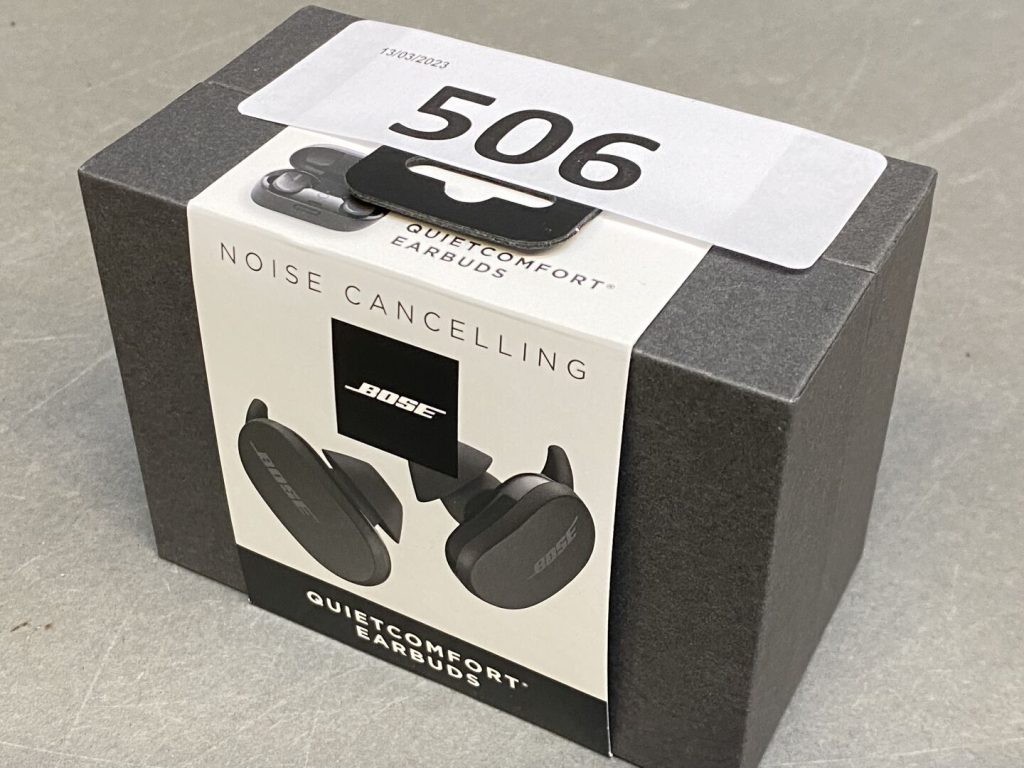 13/03/2023
506
QUIETCOMFORT®
EARBUDS
NOISE CANCELLING
BOSE
BOSE
BOSE
QUIETCOMFORT®
EARBUDS